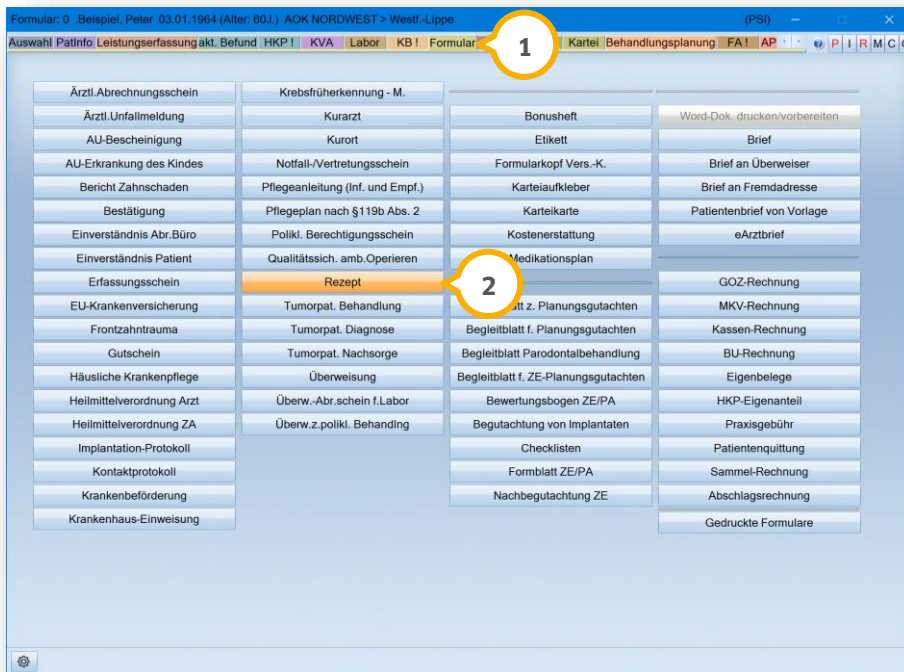 Formular: 0 .Beispiel, Peter 03.01.1964 (Alter: 60J.) AOK NORDWEST > Westf.-Lippe (PSI)
Auswahl PatInfo Leistungserfassung akt. Befund HKP ! KVA Labor KB ! Formular 1 Kartei Behandlungsplanung FA ! AP P I R M C
Ärztl.Abrechnungsschein Krebsfrüherkennung - M.
Ärztl.Unfallmeldung Kurarzt Bonusheft Word-Dok. drucken/vorbereiten
AU-Bescheinigung Kurort Etikett Brief
AU-Erkrankung des Kindes Notfall-/Vertretungsschein Formularkopf Vers.-K. Brief an Überweiser
Bericht Zahnschaden Pflegeanleitung (Inf. und Empf.) Karteiaufkleber Brief an Fremdadresse
Bestätigung Pflegeplan nach §119b Abs. 2 Karteikarte Patientenbrief von Vorlage
Einverständnis Abr.Büro Polikl. Berechtigungsschein Kostenerstattung eArztbrief
Einverständnis Patient Qualitätssich. amb.Operieren Medikationsplan
Erfassungsschein Rezept 2 GOZ-Rechnung
EU-Krankenversicherung Tumorpat. Behandlung z. Planungsgutachten MKV-Rechnung
Frontzahntrauma Tumorpat. Diagnose Begleitblatt f. Planungsgutachten Kassen-Rechnung
Gutschein Tumorpat. Nachsorge Begleitblatt Parodontalbehandlung BU-Rechnung
Häusliche Krankenpflege Überweisung Begleitblatt f. ZE-Planungsgutachten Eigenbelege
Heilmittelverordnung Arzt Überw.-Abr.schein f.Labor Bewertungsbogen ZE/PA HKP-Eigenanteil
Heilmittelverordnung ZA Überw.z.polikl. Behandlng Begutachtung von Implantaten Praxisgebühr
Implantation-Protokoll Checklisten Patientenquittung
Kontaktprotokoll Formblatt ZE/PA Sammel-Rechnung
Krankenbeförderung Nachbegutachtung ZE Abschlagsrechnung
Krankenhaus-Einweisung Gedruckte Formulare